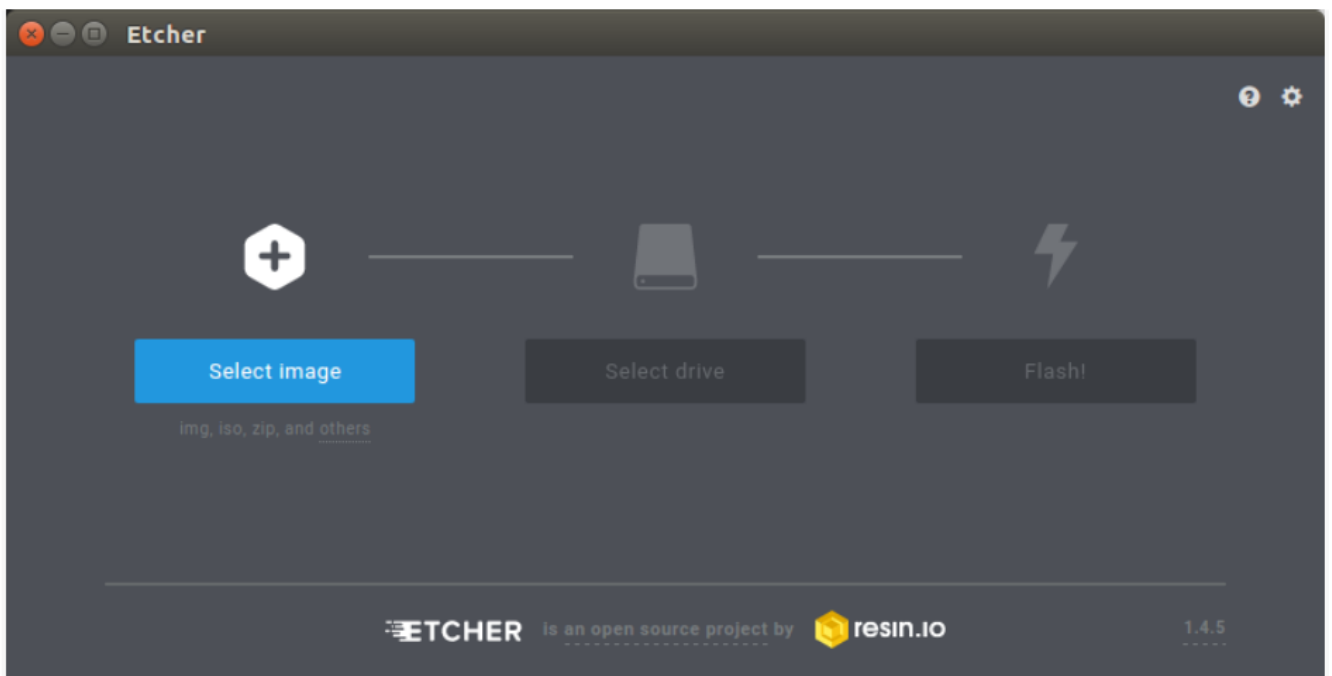 Etcher
Select image
Select drive
Flash!
img, iso, zip, and others
ETCHER is an open source project by resin.io
1.4.5